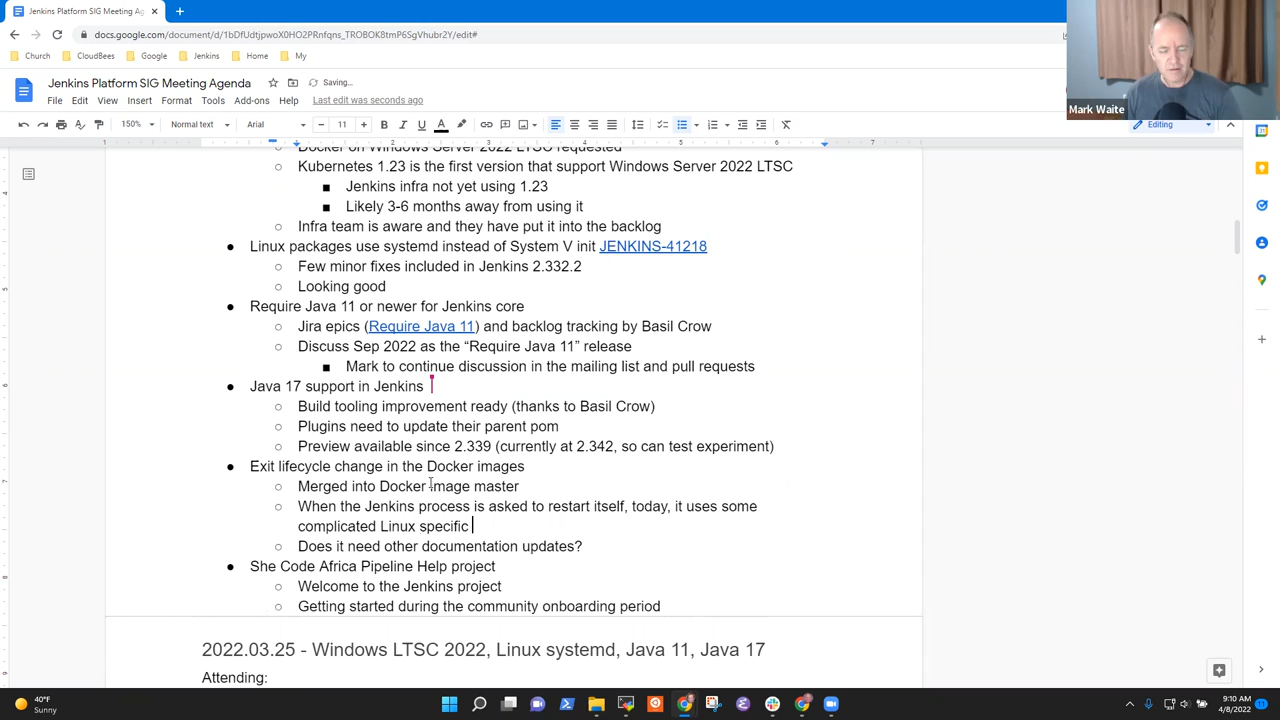 Jenkins Platform SIG Meeting Ag
docs.google.com/document/d/1bDfUdtjpwoX0HO2PRnfqns_TROBOK8tmP6SgVhubr2Y/edit#
Church CloudBees Google Jenkins Home My
Jenkins Platform SIG Meeting Agenda Saving...
File Edit View Insert Format Tools Add-ons Help Last edit was seconds ago
Mark Waite
150% Normal text Arial 11 Editing
1 1 2 3 4 5 6 7
Docker on Windows Server 2022 LTSC requested
Kubernetes 1.23 is the first version that support Windows Server 2022 LTSC
Jenkins infra not yet using 1.23
Likely 3-6 months away from using it
Infra team is aware and they have put it into the backlog
Linux packages use systemd instead of System V init JENKINS-41218
Few minor fixes included in Jenkins 2.332.2
Looking good
Require Java 11 or newer for Jenkins core
Jira epics (Require Java 11) and backlog tracking by Basil Crow
Discuss Sep 2022 as the “Require Java 11” release
Mark to continue discussion in the mailing list and pull requests
Java 17 support in Jenkins
Build tooling improvement ready (thanks to Basil Crow)
Plugins need to update their parent pom
Preview available since 2.339 (currently at 2.342, so can test experiment)
Exit lifecycle change in the Docker images
Merged into Docker image master
When the Jenkins process is asked to restart itself, today, it uses some
complicated Linux specific
Does it need other documentation updates?
She Code Africa Pipeline Help project
Welcome to the Jenkins project
Getting started during the community onboarding period
2022.03.25 - Windows LTSC 2022, Linux systemd, Java 11, Java 17
Attending:
40°F
Sunny
9:10 AM
4/8/2022